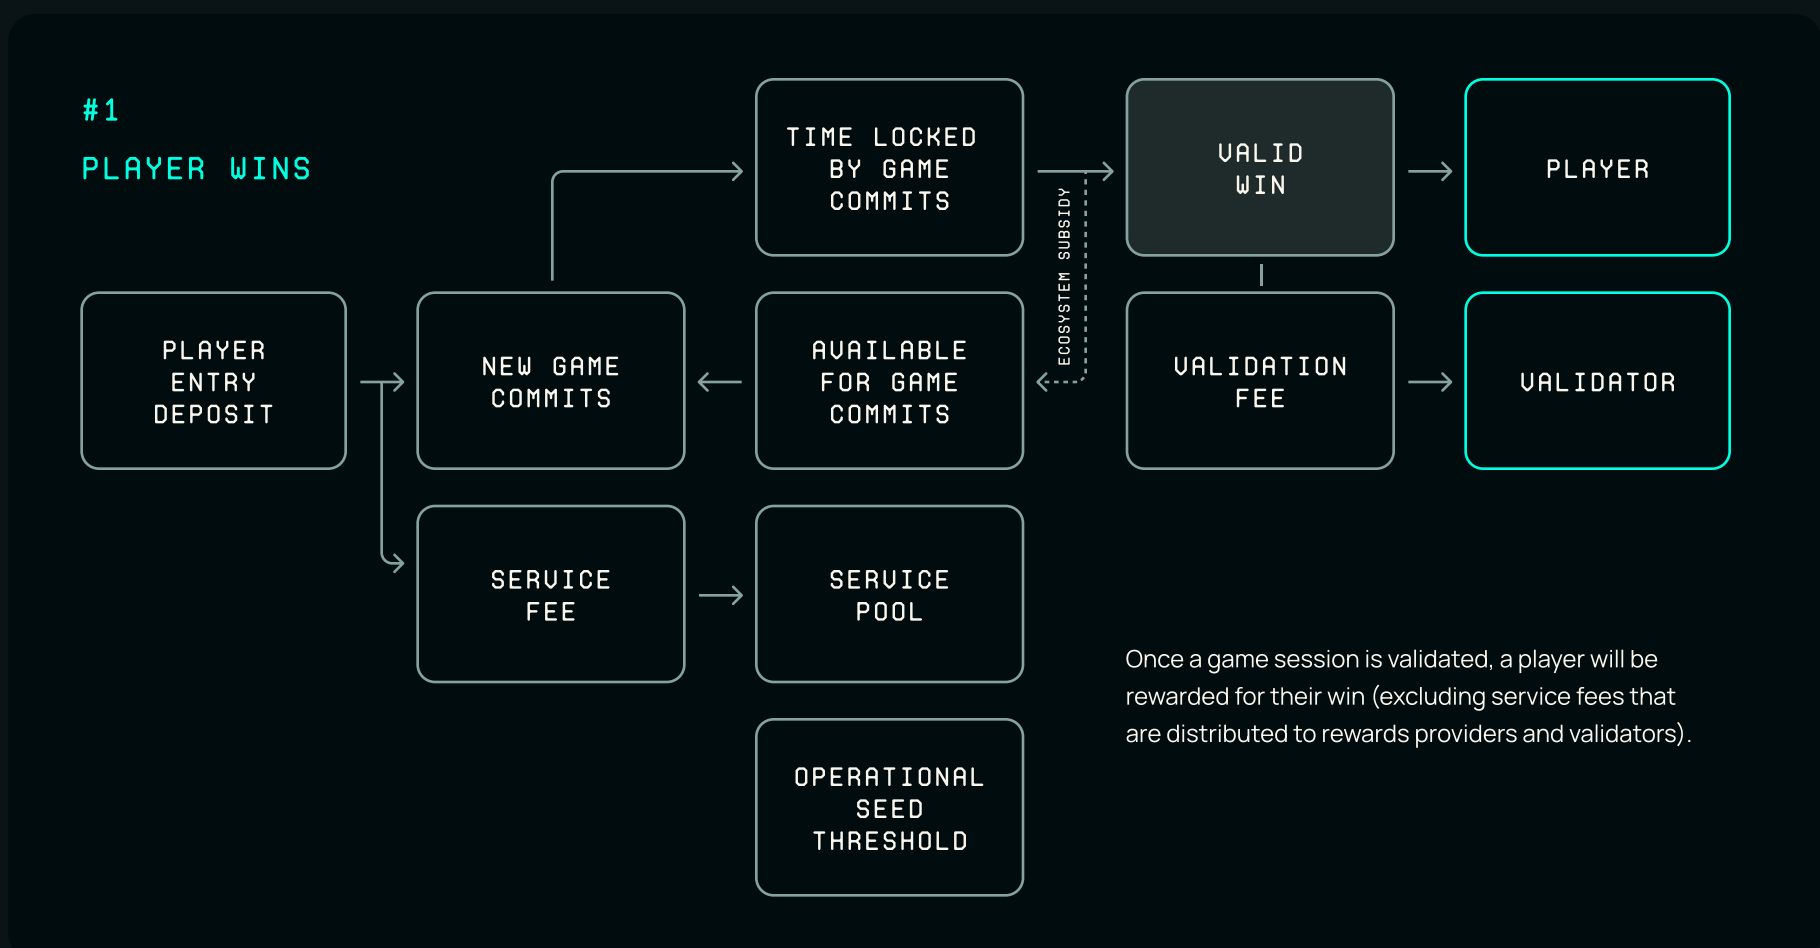 #1
PLAYER WINS
TIME LOCKED
BY GAME
COMMITS
VALID
WIN
PLAYER
ECOSYSTEM SUBSIDY
PLAYER
ENTRY
DEPOSIT
NEW GAME
COMMITS
AVAILABLE
FOR GAME
COMMITS
VALIDATION
FEE
VALIDATOR
SERVICE
FEE
SERVICE
POOL
Once a game session is validated, a player will be
rewarded for their win (excluding service fees that
are distributed to rewards providers and validators).
OPERATIONAL
SEED
THRESHOLD